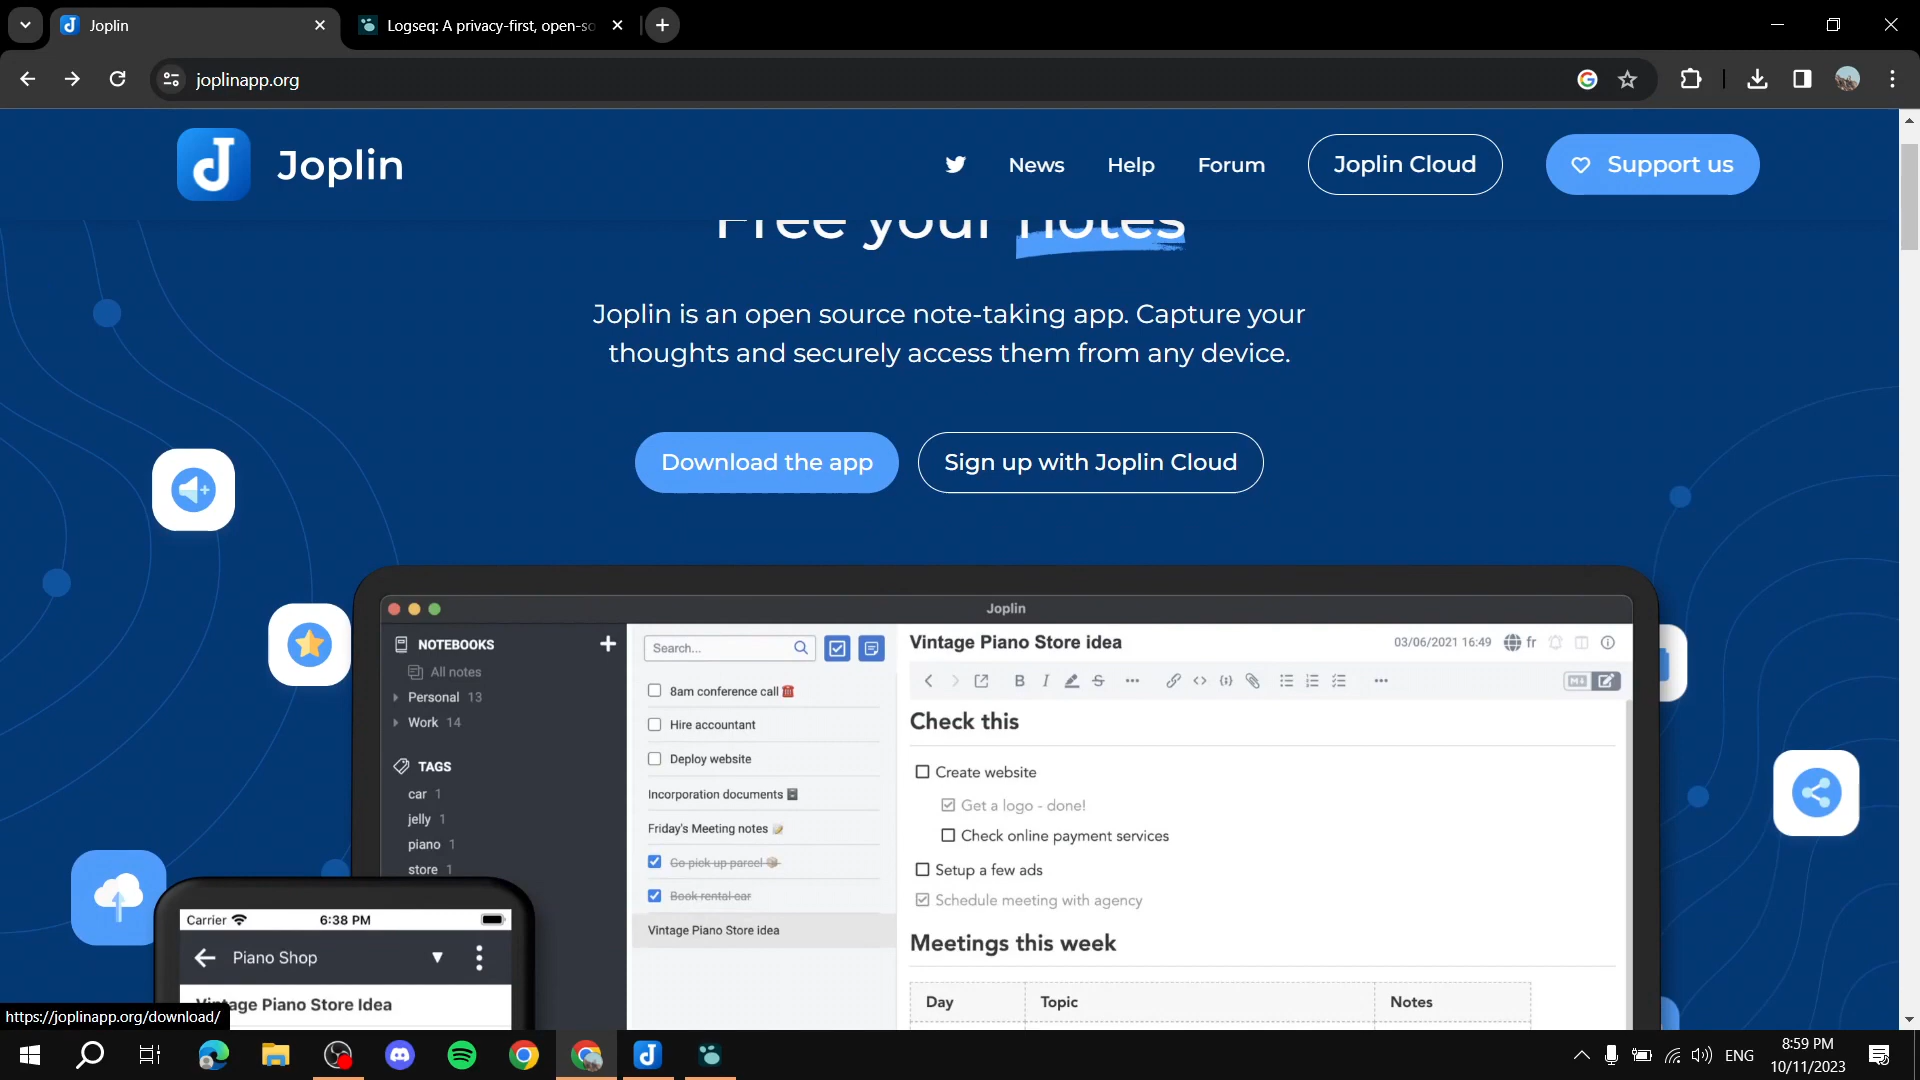 Joplin
Logseq: A privacy-first, open-so
joplinapp.org
Joplin
News
Help
Forum
Joplin Cloud
Support us
Free your notes
Joplin is an open source note-taking app. Capture your
thoughts and securely access them from any device.
Download the app
Sign up with Joplin Cloud
Joplin
NOTEBOOKS
All notes
Personal 13
Work 14
TAGS
car 1
jelly 1
piano 1
store 1
Search...
8am conference call
Hire accountant
Deploy website
Incorporation documents
Friday's Meeting notes
Go pick up parcel
Book rental car
Vintage Piano Store idea
Vintage Piano Store idea
03/06/2021 16:49
fr
Check this
Create website
Get a logo - done!
Check online payment services
Setup a few ads
Schedule meeting with agency
Meetings this week
Day Topic Notes
Carrier
6:38 PM
Piano Shop
Vintage Piano Store Idea
https://joplinapp.org/download/
ENG
8:59 PM
10/11/2023